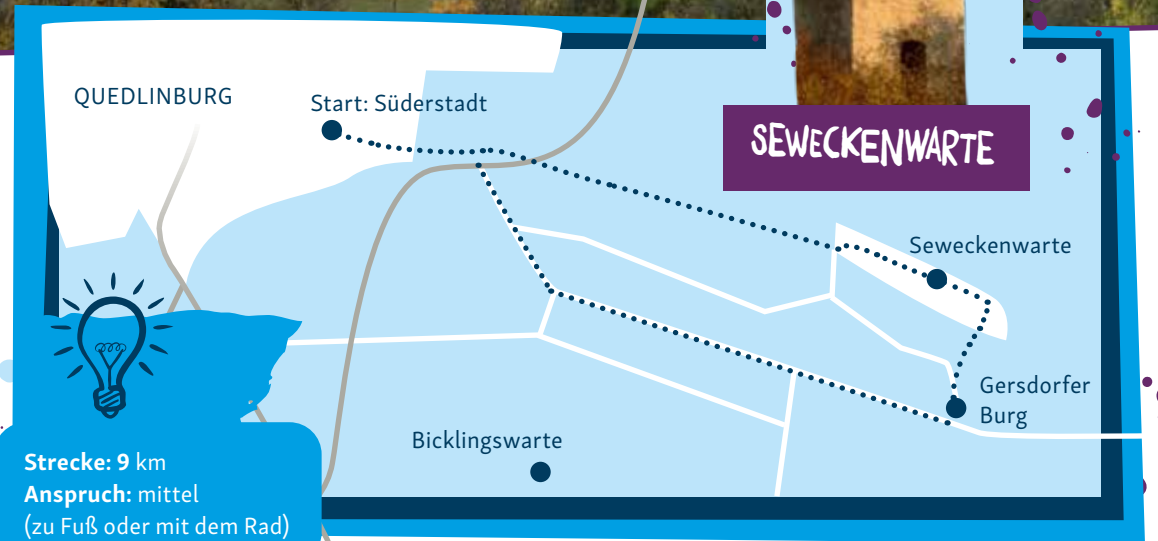 QUEDLINBURG
Start: Süderstadt
SEWECKENWARTE
Seweckenwarte
Gersdorfer
Burg
Bicklingswarte
Strecke: 9 km
Anspruch: mittel
(zu Fuß oder mit dem Rad)